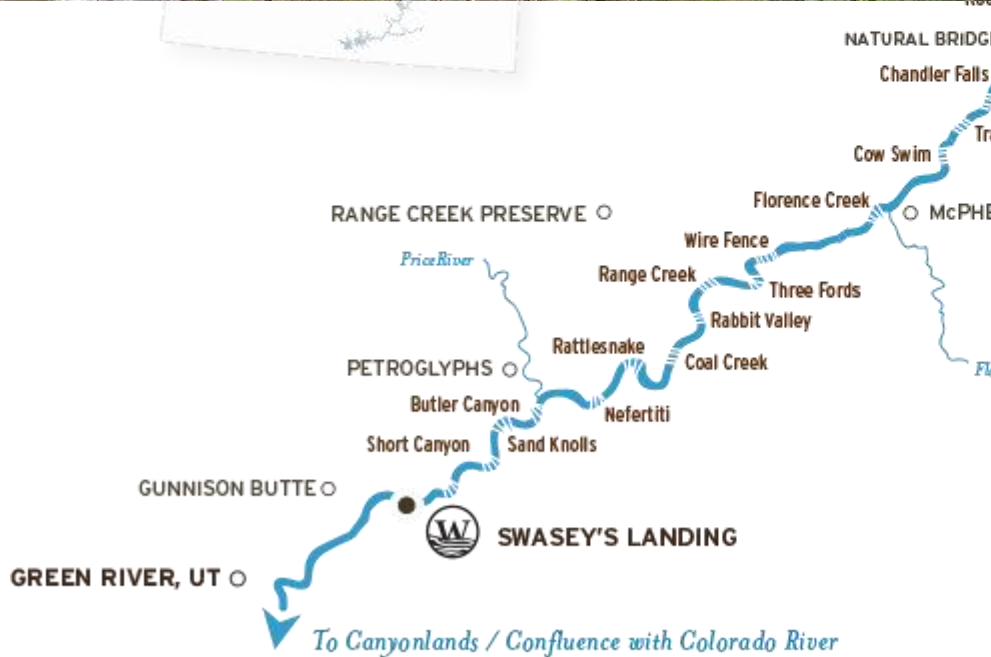 NATURAL BRIDGE
Chandler Falls
Cow Swim
Florence Creek
RANGE CREEK PRESERVE
Wire Fence
Price River
Range Creek
Three Fords
Rabbit Valley
Rattlesnake
Coal Creek
PETROGLYPHS
Butler Canyon
Nefertiti
Short Canyon
Sand Knolls
GUNNISON BUTTE
W
SWASEY'S LANDING
GREEN RIVER, UT
To Canyonlands / Confluence with Colorado River